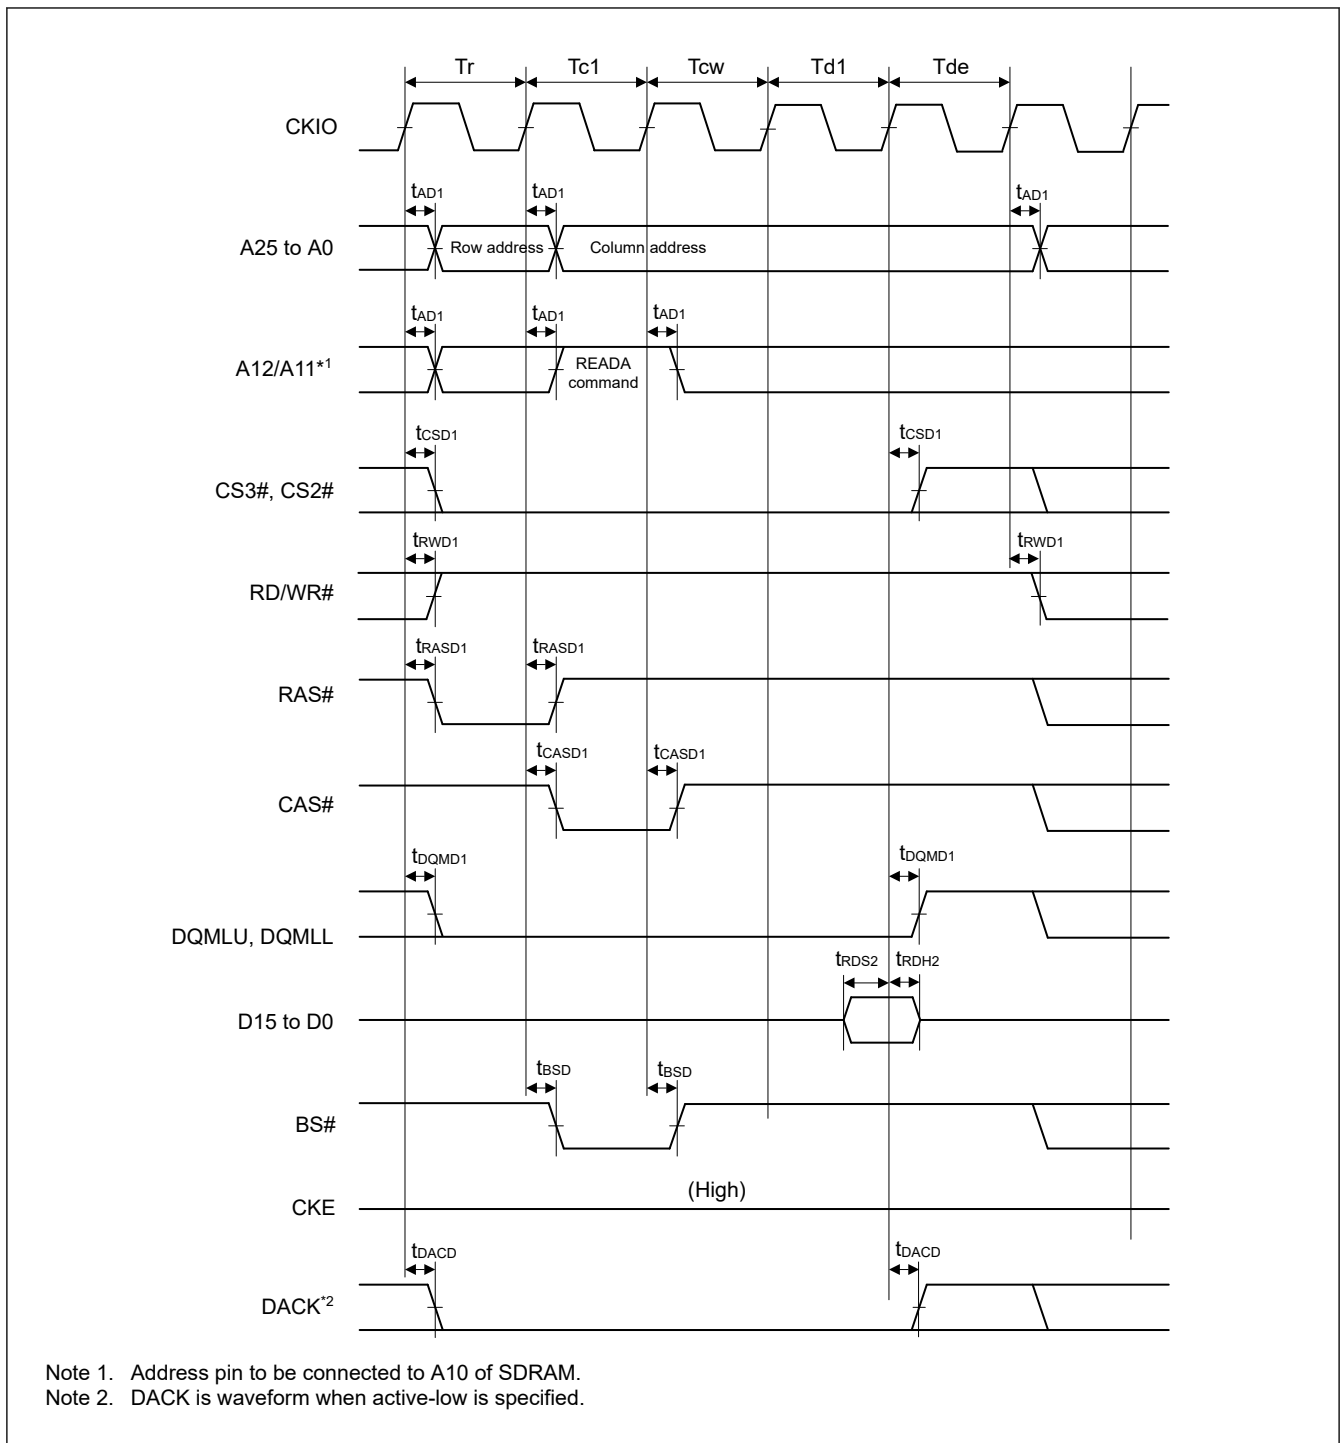 Tr Tc1 Tcw Td1 Tde
CKIO
tAD1 tAD1 tAD1
A25 to A0 Row address Column address
tAD1 tAD1 tAD1
A12/A11*1 READA
command
tCSD1 tCSD1
CS3#, CS2#
tRWD1 tRWD1
RD/WR#
tRASD1 tRASD1
RAS#
tCASD1 tCASD1
CAS#
tDQMD1 tDQMD1
DQMLU, DQMLL
tRDS2 tRDH2
D15 to D0
tBSD tBSD
BS#
(High)
CKE
tDACD tDACD
DACK*2
Note 1. Address pin to be connected to A10 of SDRAM.
Note 2. DACK is waveform when active-low is specified.